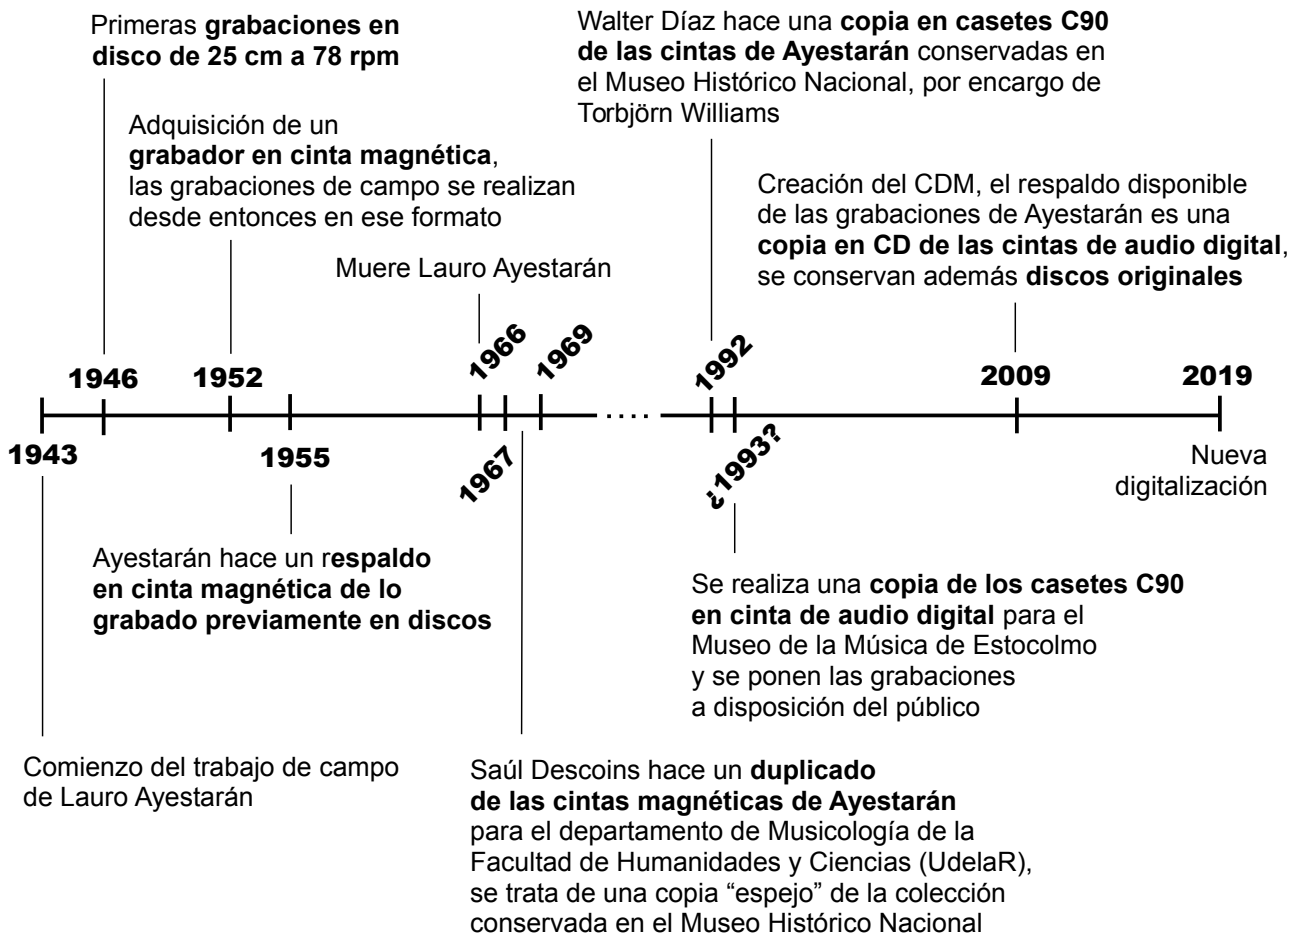 Primeras grabaciones en
disco de 25 cm a 78 rpm
Walter Díaz hace una copia en casetes C90
de las cintas de Ayestarán conservadas en
el Museo Histórico Nacional, por encargo de
Torbjörn Williams
Adquisición de un
grabador en cinta magnética,
las grabaciones de campo se realizan
desde entonces en ese formato
Creación del CDM, el respaldo disponible
de las grabaciones de Ayestarán es una
copia en CD de las cintas de audio digital,
se conservan además discos originales
Muere Lauro Ayestarán
1946
1952
1966
1969
1992
2009
2019
....
1943
1955
1967
¿1993?
Nueva
digitalización
Ayestarán hace un respaldo
en cinta magnética de lo
grabado previamente en discos
Se realiza una copia de los casetes C90
en cinta de audio digital para el
Museo de la Música de Estocolmo
y se ponen las grabaciones
a disposición del público
Comienzo del trabajo de campo
de Lauro Ayestarán
Saúl Descoins hace un duplicado
de las cintas magnéticas de Ayestarán
para el departamento de Musicología de la
Facultad de Humanidades y Ciencias (UdelaR),
se trata de una copia “espejo” de la colección
conservada en el Museo Histórico Nacional